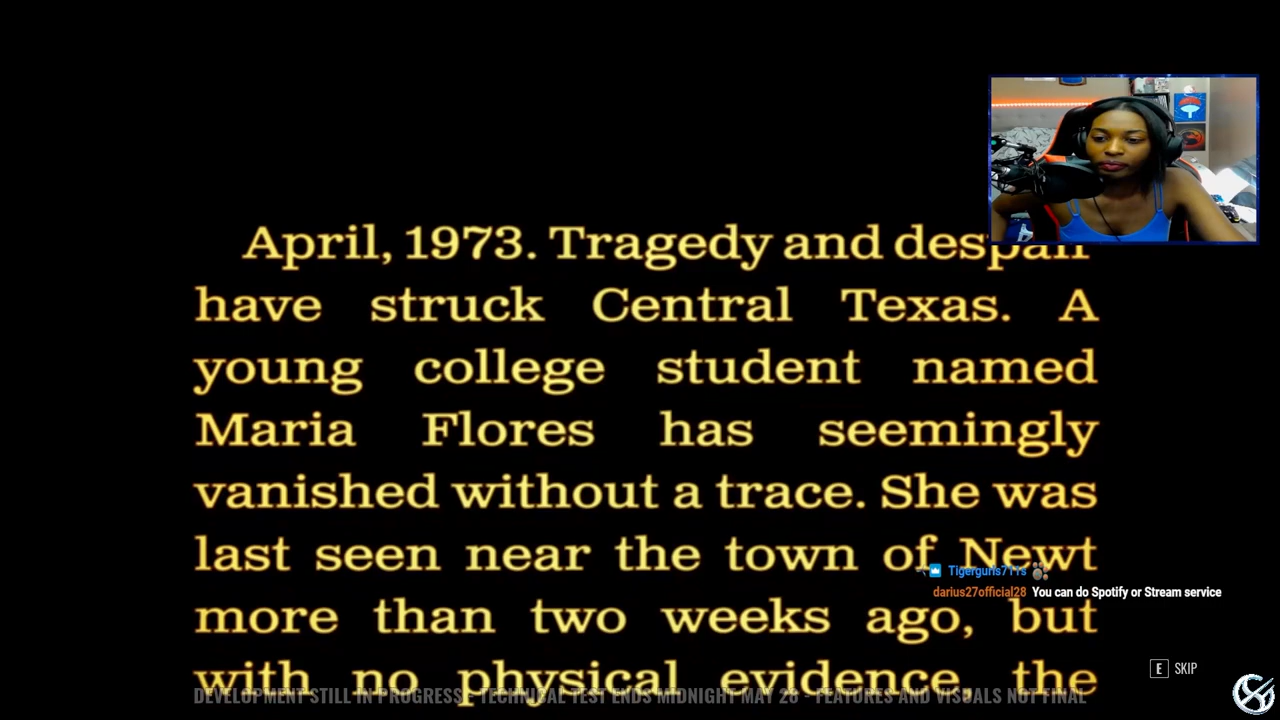 April, 1973. Tragedy and despair
have struck Central Texas. A
young college student named
Maria Flores has seemingly
vanished without a trace. She was
last seen near the town of Newt
more than two weeks ago, but
with no physical evidence, the
darius27official28 You can do Spotify or Stream service
E SKIP
DEVELOPMENT STILL IN PROGRESS - TECHNICAL TEST ENDS MIDNIGHT MAY 28 - FEATURES AND VISUALS NOT FINAL